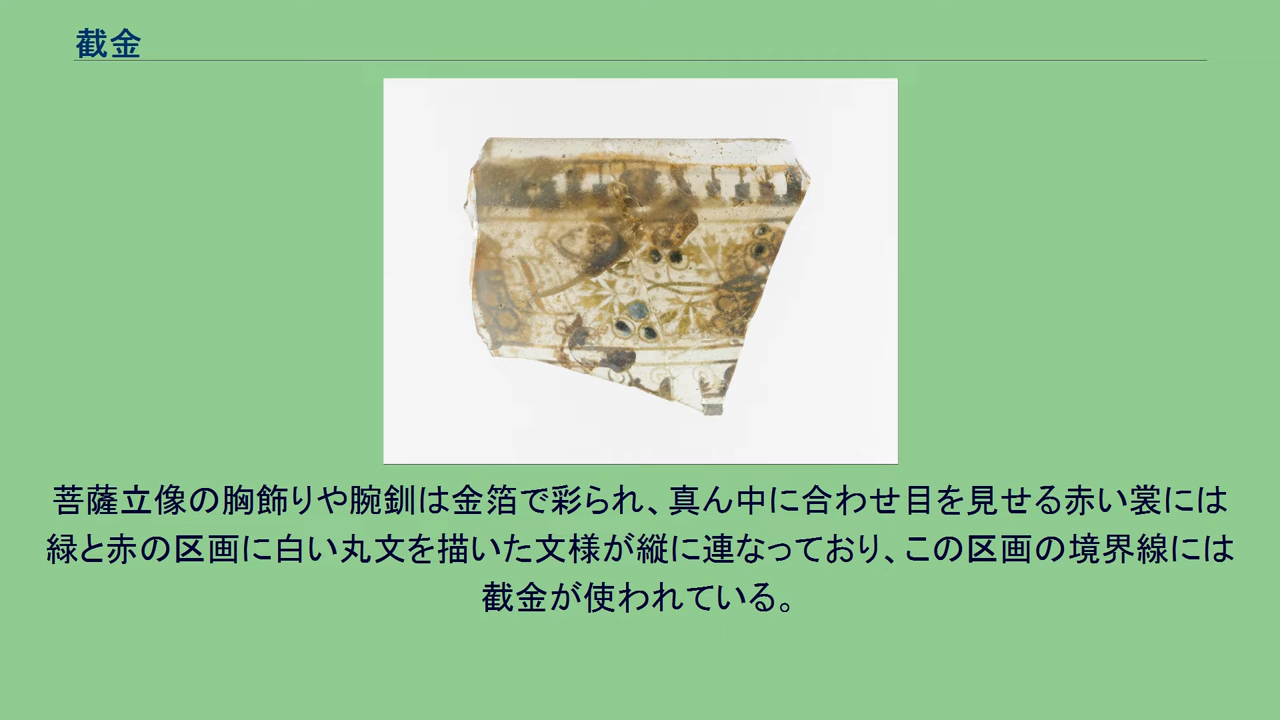 截金
菩薩立像の胸飾りや腕釧は金箔で彩られ、真ん中に合わせ目を見せる赤い裳には
緑と赤の区画に白い丸文を描いた文様が縦に連なっており、この区画の境界線には
截金が使われている。